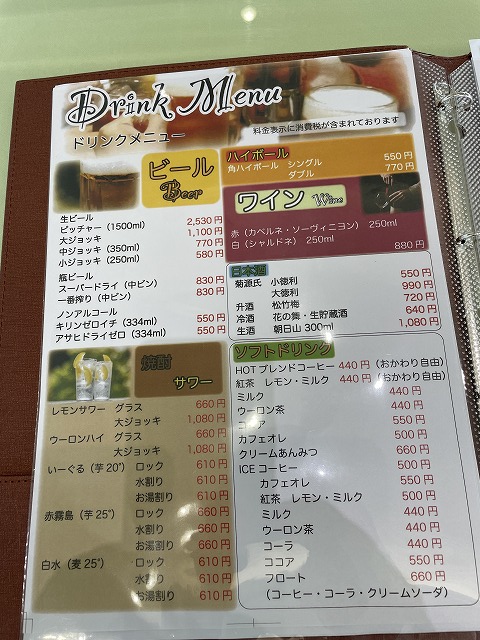 Drink Menu
ドリンクメニュー
料金表示に消費税が含まれております
ビール
Beer
生ビール
ピッチャー（1500ml） 2,530円
大ジョッキ 1,100円
中ジョッキ（350ml） 770円
小ジョッキ（250ml） 580円
瓶ビール
スーパードライ（中ビン） 830円
一番搾り（中ビン） 830円
ノンアルコール
キリンゼロイチ（334ml） 550円
アサヒドライゼロ（334ml） 550円
ハイボール
角ハイボール シングル 550円
ダブル 770円
ワイン Wine
赤（カベルネ・ソーヴィニヨン） 250ml
白（シャルドネ） 250ml 880円
日本酒
菊源氏 小徳利 550円
大徳利 990円
升酒 松竹梅 720円
冷酒 花の舞・生貯蔵酒 640円
生酒 朝日山 300ml 1,080円
焼酎
サワー
レモンサワー グラス 660円
大ジョッキ 1,080円
ウーロンハイ グラス 660円
大ジョッキ 1,080円
いーぐる（芋20°） ロック 610円
水割り 610円
お湯割り 610円
赤霧島（芋25°） ロック 660円
水割り 660円
お湯割り 660円
白水（麦25°） ロック 610円
水割り 610円
お湯割り 610円
ソフトドリンク
HOT ブレンドコーヒー 440円（おかわり自由）
紅茶 レモン・ミルク 440円（おかわり自由）
ミルク 440円
ウーロン茶 440円
ココア 550円
カフェオレ 500円
クリームあんみつ 660円
ICE コーヒー 500円
カフェオレ 550円
紅茶 レモン・ミルク 500円
ミルク 440円
ウーロン茶 440円
コーラ 440円
ココア 550円
フロート 660円
（コーヒー・コーラ・クリームソーダ）